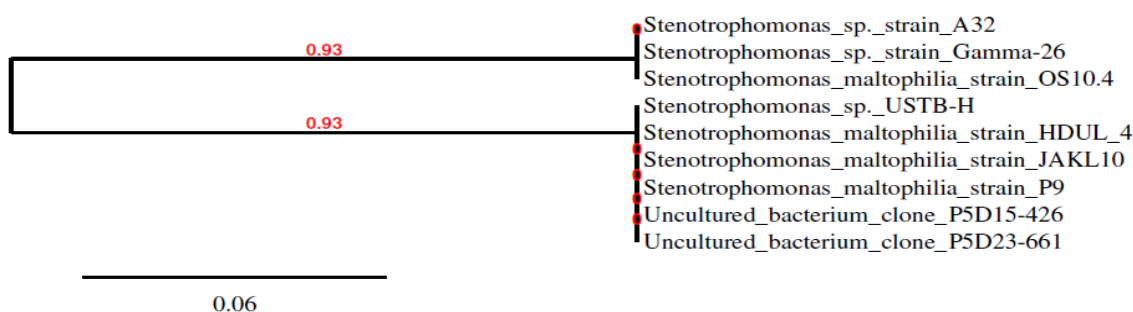 Stenotrophomonas_sp._strain_A32
0.93
Stenotrophomonas_sp._strain_Gamma-26
Stenotrophomonas_maltophilia_strain_OS10.4
Stenotrophomonas_sp._USTB-H
0.93
Stenotrophomonas_maltophilia_strain_HDUL_4
Stenotrophomonas_maltophilia_strain_JAKL10
Stenotrophomonas_maltophilia_strain_P9
Uncultured_bacterium_clone_P5D15-426
Uncultured_bacterium_clone_P5D23-661
0.06